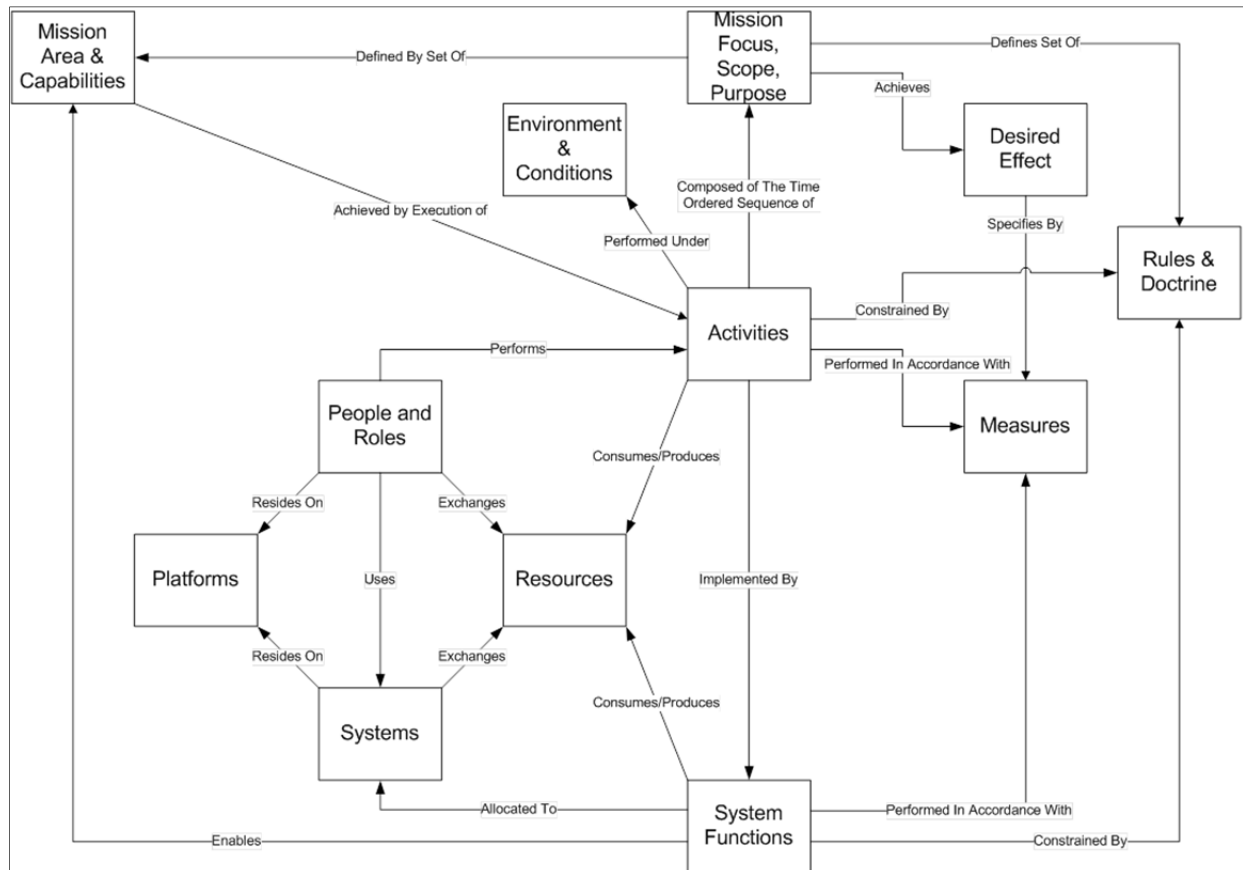 Mission
Area &
Capabilities
Defined By Set Of
Mission
Focus,
Scope,
Purpose
Defines Set Of
Achieves
Environment
&
Conditions
Desired
Effect
Achieved by Execution of
Composed of The Time
Ordered Sequence of
Specifies By
Performed Under
Rules &
Doctrine
Activities
Constrained By
Performs
Performed In Accordance With
People and
Roles
Measures
Consumes/Produces
Resides On
Exchanges
Platforms
Uses
Resources
Implemented By
Resides On
Exchanges
Systems
Consumes/Produces
Allocated To
System
Functions
Performed In Accordance With
Enables
Constrained By